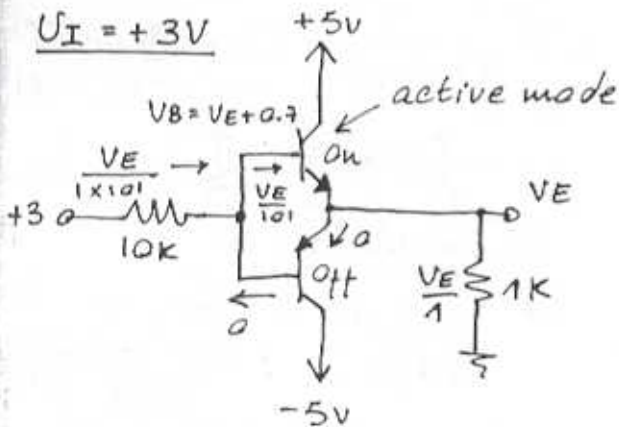 υI = +3V
+5v
active mode
VB = VE+0.7
On
VE/1x101 →
→ VE/101
+3
10K
VE
↙ 0
Off
← 0
VE/1
1K
-5v